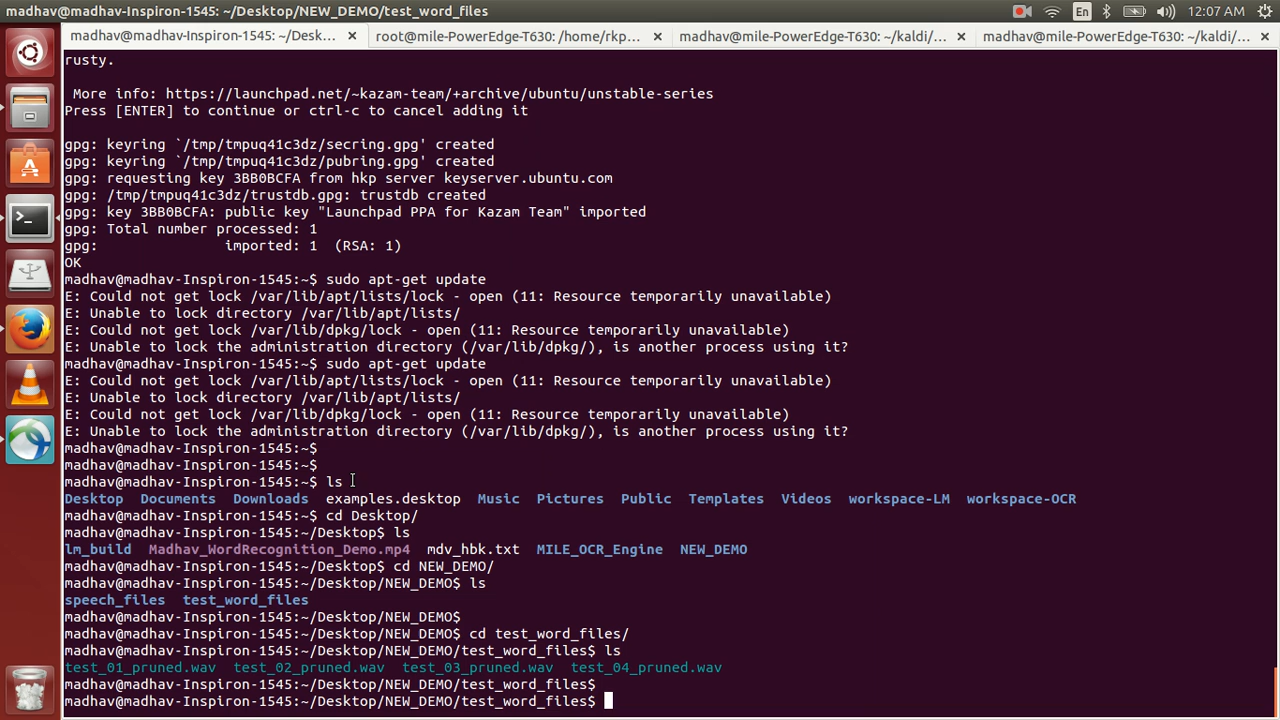 madhav@madhav-Inspiron-1545: ~/Desktop/NEW_DEMO/test_word_files
En
12:07 AM
madhav@madhav-Inspiron-1545: ~/Desk... × root@mile-PowerEdge-T630: /home/rkp... × madhav@mile-PowerEdge-T630: ~/kaldi/... × madhav@mile-PowerEdge-T630: ~/kaldi/... ×
rusty.
More info: https://launchpad.net/~kazam-team/+archive/ubuntu/unstable-series
Press [ENTER] to continue or ctrl-c to cancel adding it
gpg: keyring `/tmp/tmpuq41c3dz/secring.gpg' created
gpg: keyring `/tmp/tmpuq41c3dz/pubring.gpg' created
gpg: requesting key 3BB0BCFA from hkp server keyserver.ubuntu.com
gpg: /tmp/tmpuq41c3dz/trustdb.gpg: trustdb created
gpg: key 3BB0BCFA: public key "Launchpad PPA for Kazam Team" imported
gpg: Total number processed: 1
gpg:               imported: 1  (RSA: 1)
OK
madhav@madhav-Inspiron-1545:~$ sudo apt-get update
E: Could not get lock /var/lib/apt/lists/lock - open (11: Resource temporarily unavailable)
E: Unable to lock directory /var/lib/apt/lists/
E: Could not get lock /var/lib/dpkg/lock - open (11: Resource temporarily unavailable)
E: Unable to lock the administration directory (/var/lib/dpkg/), is another process using it?
madhav@madhav-Inspiron-1545:~$ sudo apt-get update
E: Could not get lock /var/lib/apt/lists/lock - open (11: Resource temporarily unavailable)
E: Unable to lock directory /var/lib/apt/lists/
E: Could not get lock /var/lib/dpkg/lock - open (11: Resource temporarily unavailable)
E: Unable to lock the administration directory (/var/lib/dpkg/), is another process using it?
madhav@madhav-Inspiron-1545:~$
madhav@madhav-Inspiron-1545:~$
madhav@madhav-Inspiron-1545:~$ ls
Desktop  Documents  Downloads  examples.desktop  Music  Pictures  Public  Templates  Videos  workspace-LM  workspace-OCR
madhav@madhav-Inspiron-1545:~$ cd Desktop/
madhav@madhav-Inspiron-1545:~/Desktop$ ls
lm_build  Madhav_WordRecognition_Demo.mp4  mdv_hbk.txt  MILE_OCR_Engine  NEW_DEMO
madhav@madhav-Inspiron-1545:~/Desktop$ cd NEW_DEMO/
madhav@madhav-Inspiron-1545:~/Desktop/NEW_DEMO$ ls
speech_files  test_word_files
madhav@madhav-Inspiron-1545:~/Desktop/NEW_DEMO$
madhav@madhav-Inspiron-1545:~/Desktop/NEW_DEMO$ cd test_word_files/
madhav@madhav-Inspiron-1545:~/Desktop/NEW_DEMO/test_word_files$ ls
test_01_pruned.wav  test_02_pruned.wav  test_03_pruned.wav  test_04_pruned.wav
madhav@madhav-Inspiron-1545:~/Desktop/NEW_DEMO/test_word_files$
madhav@madhav-Inspiron-1545:~/Desktop/NEW_DEMO/test_word_files$